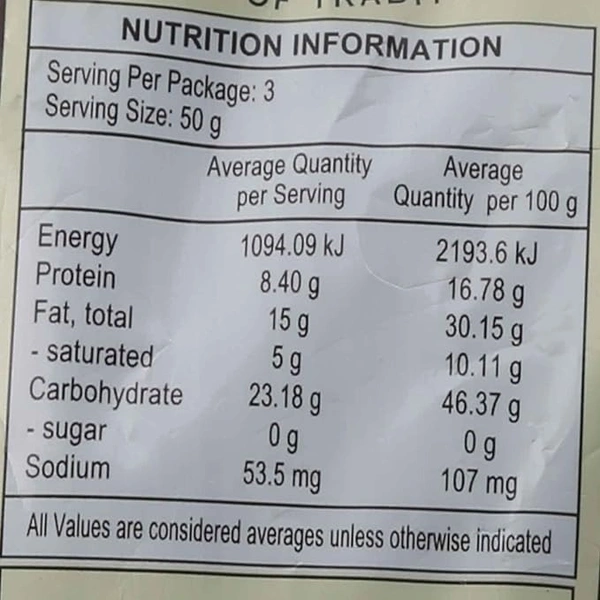 NUTRITION INFORMATION
Serving Per Package: 3
Serving Size: 50 g
Average Quantity per Serving
Average Quantity per 100 g
Energy 1094.09 kJ 2193.6 kJ
Protein 8.40 g 16.78 g
Fat, total 15 g 30.15 g
- saturated 5 g 10.11 g
Carbohydrate 23.18 g 46.37 g
- sugar 0 g 0 g
Sodium 53.5 mg 107 mg
All Values are considered averages unless otherwise indicated